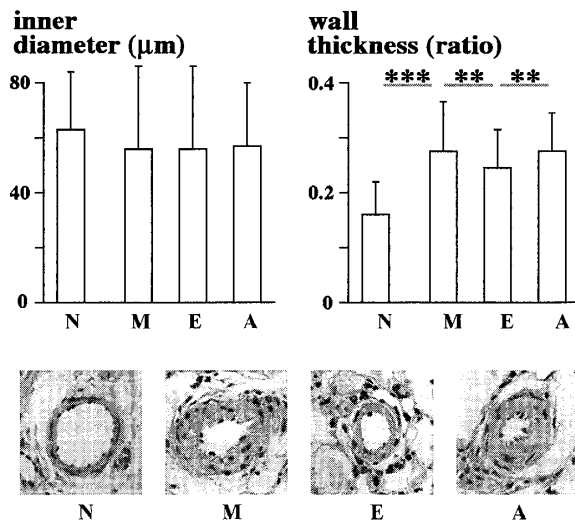 inner
diameter (µm)
80
40
0
N M E A
wall
thickness (ratio)
*** ** **
0.4
0.2
0
N M E A
N M E A